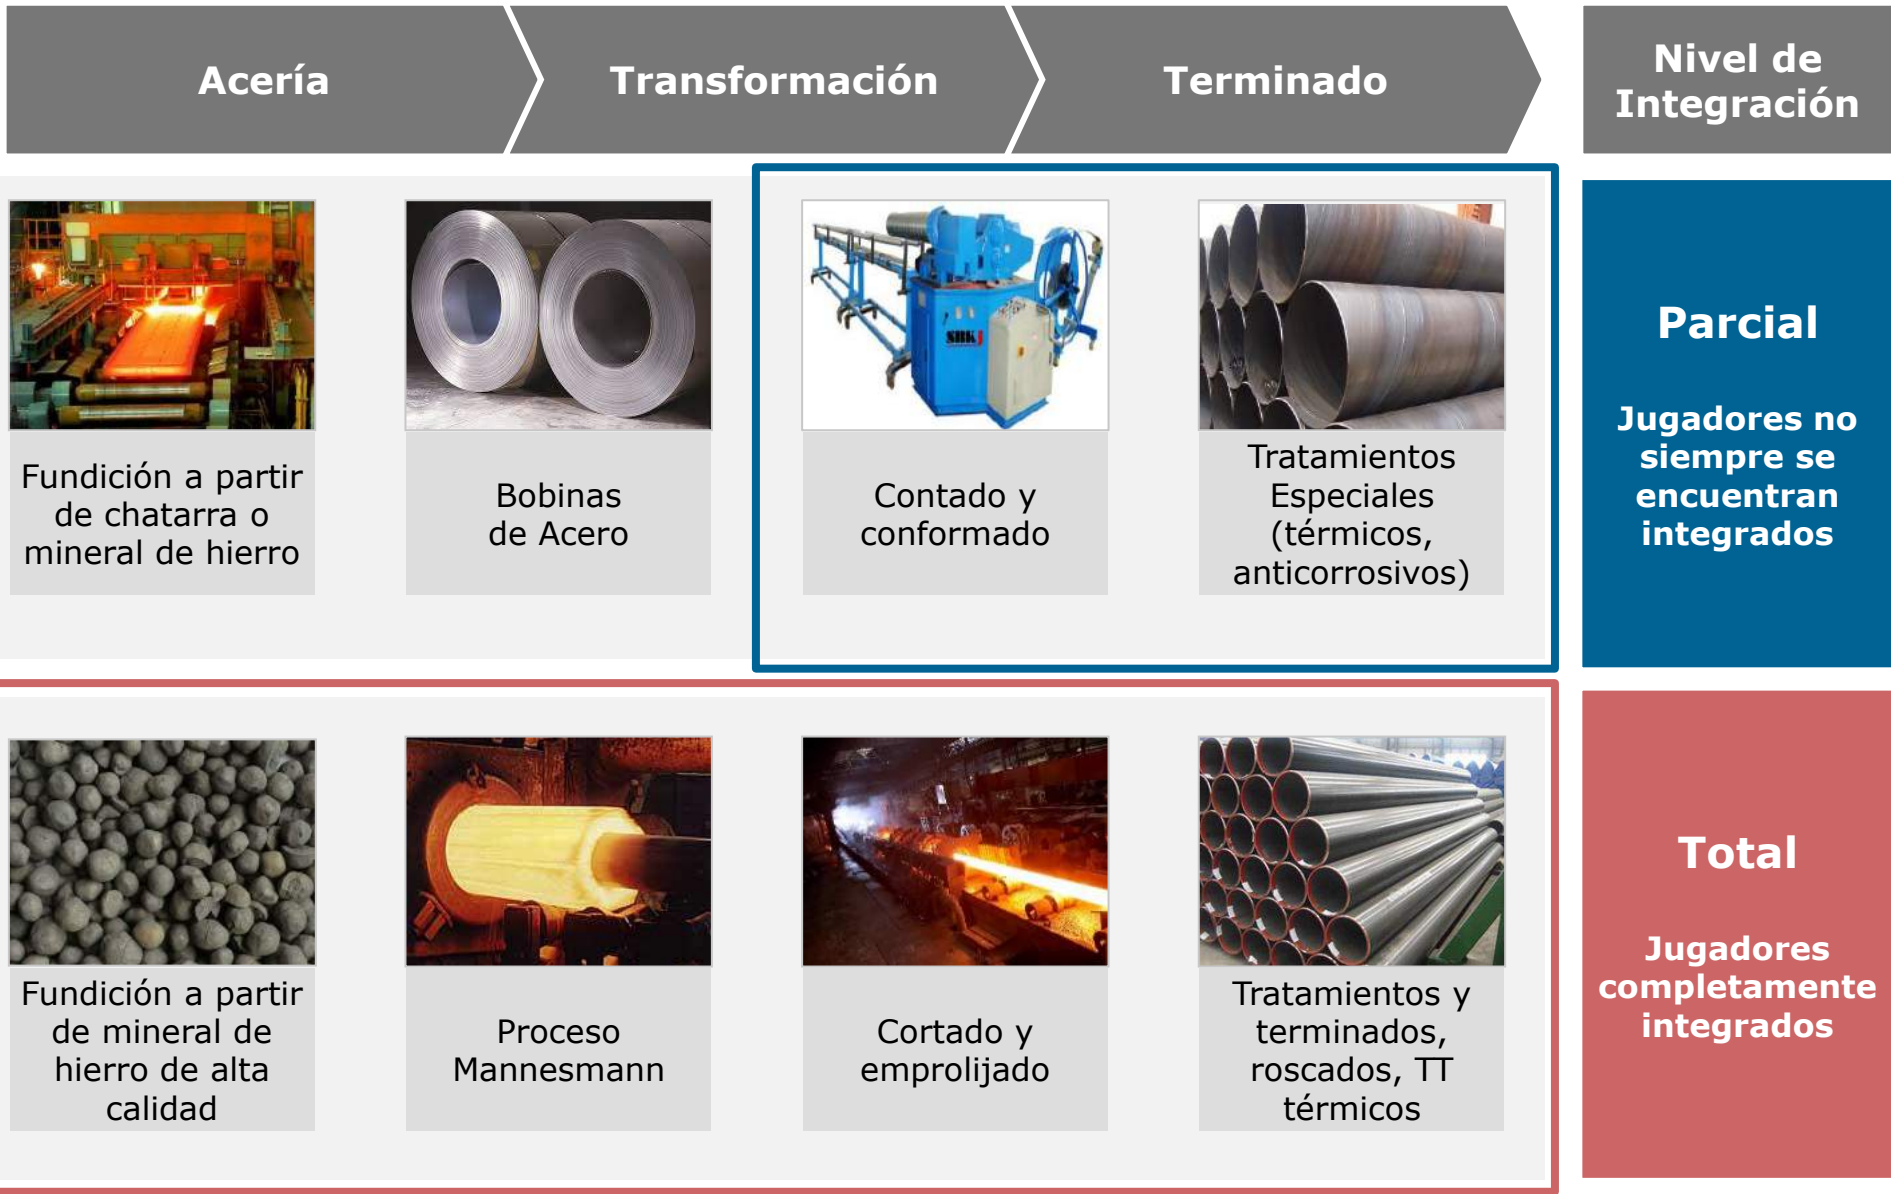 Acería
Transformación
Terminado
Nivel de
Integración
Fundición a partir
de chatarra o
mineral de hierro
Bobinas
de Acero
SBKJ
Contado y
conformado
Tratamientos
Especiales
(térmicos,
anticorrosivos)
Parcial
Jugadores no
siempre se
encuentran
integrados
Fundición a partir
de mineral de
hierro de alta
calidad
Proceso
Mannesmann
Cortado y
emprolijado
Tratamientos y
terminados,
roscados, TT
térmicos
Total
Jugadores
completamente
integrados